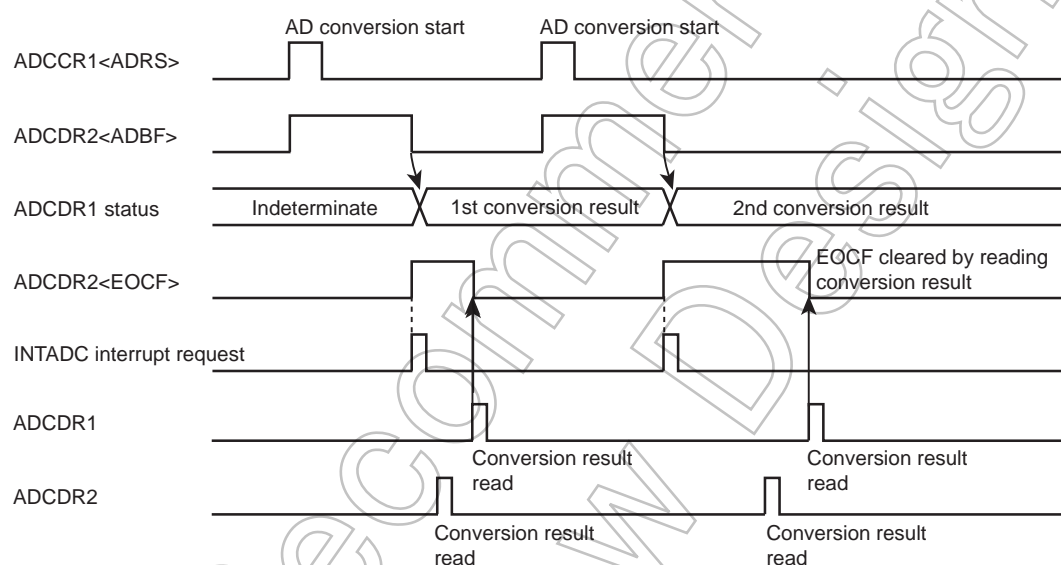 AD conversion start
AD conversion start
ADCCR1<ADRS>
ADCDR2<ADBF>
ADCDR1 status
Indeterminate
1st conversion result
2nd conversion result
ADCDR2<EOCF>
EOCF cleared by reading
conversion result
INTADC interrupt request
ADCDR1
Conversion result
read
Conversion result
read
ADCDR2
Conversion result
read
Conversion result
read